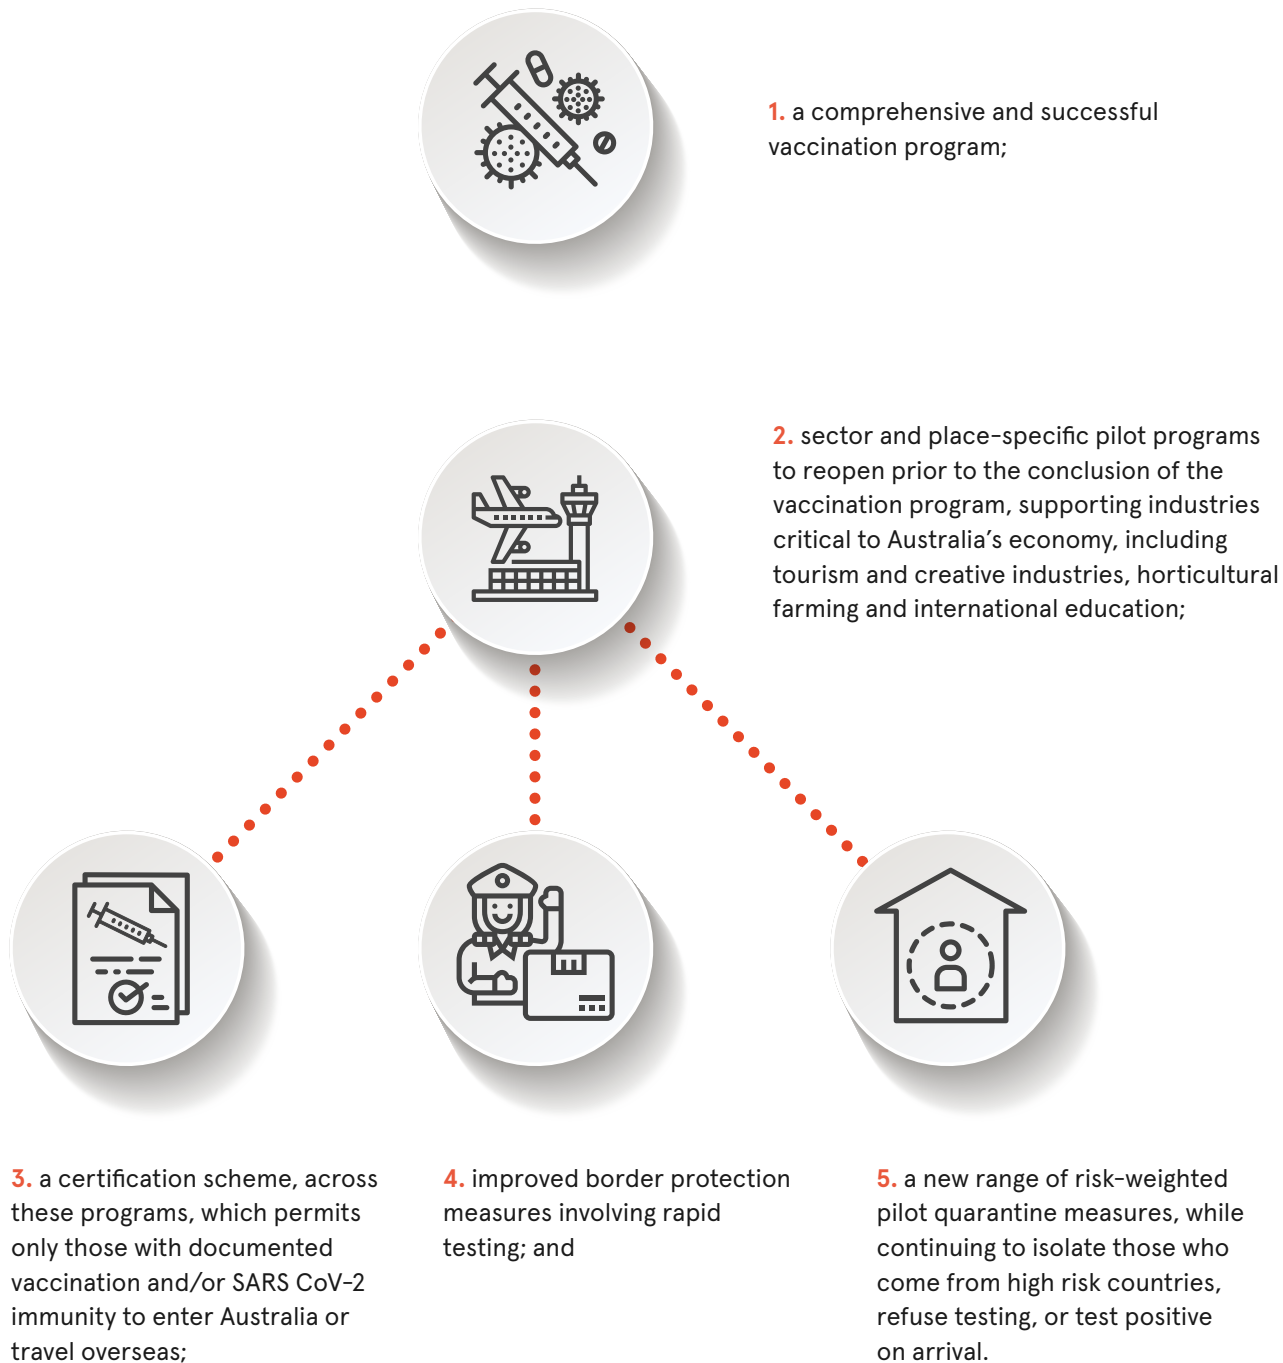 1. a comprehensive and successful
vaccination program;
2. sector and place-specific pilot programs
to reopen prior to the conclusion of the
vaccination program, supporting industries
critical to Australia’s economy, including
tourism and creative industries, horticultural
farming and international education;
3. a certification scheme, across
these programs, which permits
only those with documented
vaccination and/or SARS CoV-2
immunity to enter Australia or
travel overseas;
4. improved border protection
measures involving rapid
testing; and
5. a new range of risk-weighted
pilot quarantine measures, while
continuing to isolate those who
come from high risk countries,
refuse testing, or test positive
on arrival.